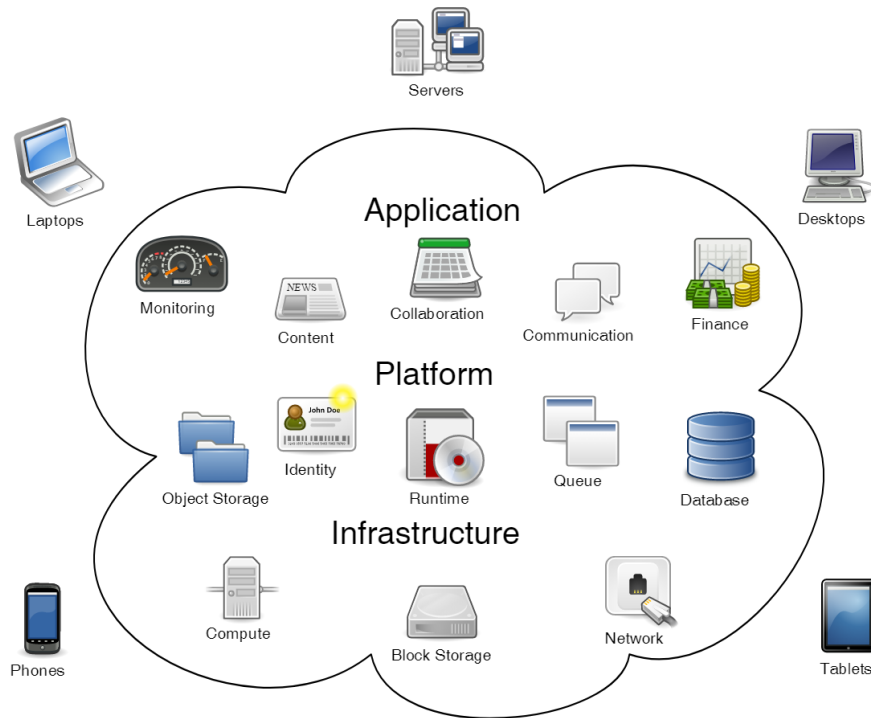 Servers
Laptops
Desktops
Application
Monitoring
NEWS
Content
Collaboration
Communication
Finance
Platform
John Doe
Object Storage
Identity
Runtime
Queue
Database
Infrastructure
Compute
Block Storage
Network
Phones
Tablets